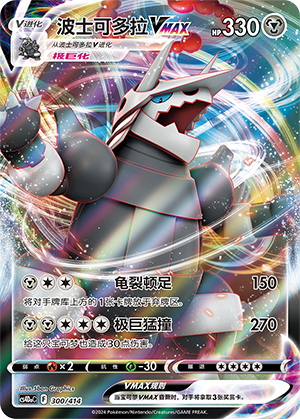 V进化
波士可多拉VMAX
HP 330
从波士可多拉V进化
极巨化
龟裂顿足 150
将对手牌库上方的1张卡牌放于弃牌区。
极巨猛撞 270
给这只宝可梦也造成30点伤害。
弱点 ×2 抗性 -30 撤退
Illus. 5ban Graphics
VMAX规则
F 300/414
当宝可梦VMAX昏厥时，对手将拿取3张奖赏卡。
©2024 Pokémon/Nintendo/Creatures/GAME FREAK.